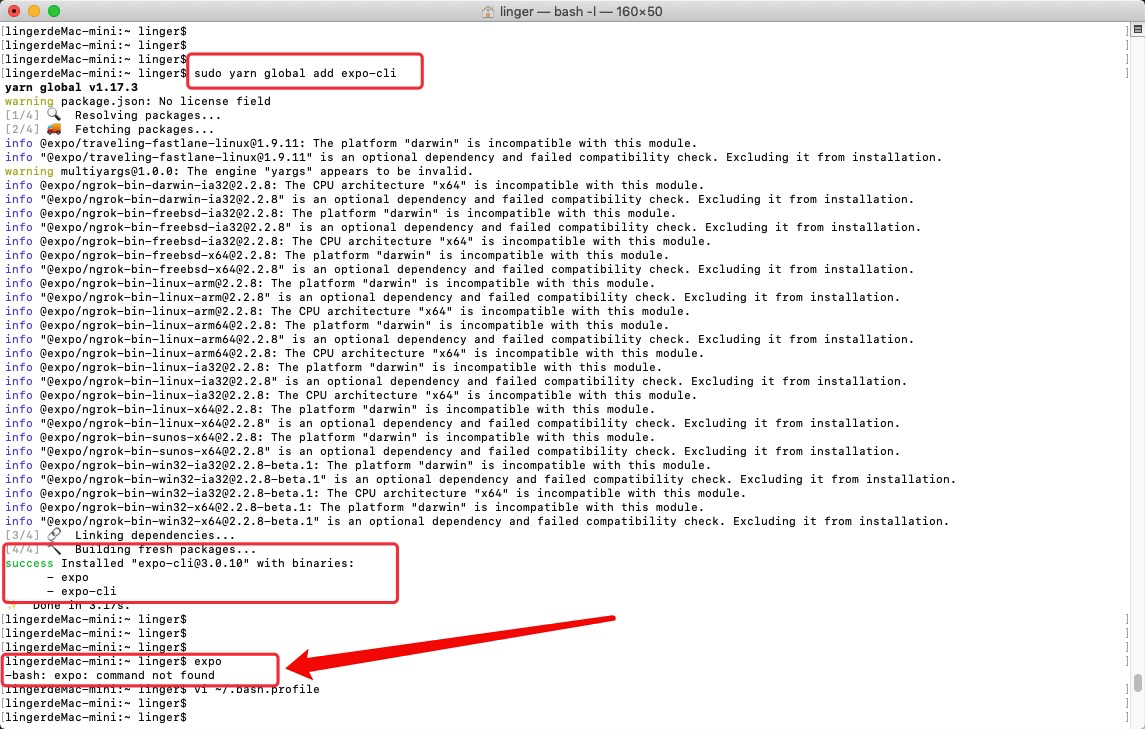 linger — bash -l — 160×50
[lingerdeMac-mini:~ linger$ ]
[lingerdeMac-mini:~ linger$ ]
[lingerdeMac-mini:~ linger$ ]
[lingerdeMac-mini:~ linger$ sudo yarn global add expo-cli ]
yarn global v1.17.3
warning package.json: No license field
[1/4] 🔍 Resolving packages...
[2/4] 🚚 Fetching packages...
info @expo/traveling-fastlane-linux@1.9.11: The platform "darwin" is incompatible with this module.
info "@expo/traveling-fastlane-linux@1.9.11" is an optional dependency and failed compatibility check. Excluding it from installation.
warning multiyargs@1.0.0: The engine "yargs" appears to be invalid.
info @expo/ngrok-bin-darwin-ia32@2.2.8: The CPU architecture "x64" is incompatible with this module.
info "@expo/ngrok-bin-darwin-ia32@2.2.8" is an optional dependency and failed compatibility check. Excluding it from installation.
info @expo/ngrok-bin-freebsd-ia32@2.2.8: The platform "darwin" is incompatible with this module.
info "@expo/ngrok-bin-freebsd-ia32@2.2.8" is an optional dependency and failed compatibility check. Excluding it from installation.
info @expo/ngrok-bin-freebsd-ia32@2.2.8: The CPU architecture "x64" is incompatible with this module.
info @expo/ngrok-bin-freebsd-x64@2.2.8: The platform "darwin" is incompatible with this module.
info "@expo/ngrok-bin-freebsd-x64@2.2.8" is an optional dependency and failed compatibility check. Excluding it from installation.
info @expo/ngrok-bin-linux-arm@2.2.8: The platform "darwin" is incompatible with this module.
info "@expo/ngrok-bin-linux-arm@2.2.8" is an optional dependency and failed compatibility check. Excluding it from installation.
info @expo/ngrok-bin-linux-arm@2.2.8: The CPU architecture "x64" is incompatible with this module.
info @expo/ngrok-bin-linux-arm64@2.2.8: The platform "darwin" is incompatible with this module.
info "@expo/ngrok-bin-linux-arm64@2.2.8" is an optional dependency and failed compatibility check. Excluding it from installation.
info @expo/ngrok-bin-linux-arm64@2.2.8: The CPU architecture "x64" is incompatible with this module.
info @expo/ngrok-bin-linux-ia32@2.2.8: The platform "darwin" is incompatible with this module.
info "@expo/ngrok-bin-linux-ia32@2.2.8" is an optional dependency and failed compatibility check. Excluding it from installation.
info @expo/ngrok-bin-linux-ia32@2.2.8: The CPU architecture "x64" is incompatible with this module.
info @expo/ngrok-bin-linux-x64@2.2.8: The platform "darwin" is incompatible with this module.
info "@expo/ngrok-bin-linux-x64@2.2.8" is an optional dependency and failed compatibility check. Excluding it from installation.
info @expo/ngrok-bin-sunos-x64@2.2.8: The platform "darwin" is incompatible with this module.
info "@expo/ngrok-bin-sunos-x64@2.2.8" is an optional dependency and failed compatibility check. Excluding it from installation.
info @expo/ngrok-bin-win32-ia32@2.2.8-beta.1: The platform "darwin" is incompatible with this module.
info "@expo/ngrok-bin-win32-ia32@2.2.8-beta.1" is an optional dependency and failed compatibility check. Excluding it from installation.
info @expo/ngrok-bin-win32-ia32@2.2.8-beta.1: The CPU architecture "x64" is incompatible with this module.
info @expo/ngrok-bin-win32-x64@2.2.8-beta.1: The platform "darwin" is incompatible with this module.
info "@expo/ngrok-bin-win32-x64@2.2.8-beta.1" is an optional dependency and failed compatibility check. Excluding it from installation.
[3/4] 🔗 Linking dependencies...
[4/4] 🔨 Building fresh packages...
success Installed "expo-cli@3.0.10" with binaries:
- expo
- expo-cli
✨ Done in 3.17s.
[lingerdeMac-mini:~ linger$ ]
[lingerdeMac-mini:~ linger$ ]
[lingerdeMac-mini:~ linger$ ]
[lingerdeMac-mini:~ linger$ expo ]
-bash: expo: command not found
[lingerdeMac-mini:~ linger$ vi ~/.bash.profile ]
[lingerdeMac-mini:~ linger$ ]
[lingerdeMac-mini:~ linger$ ]